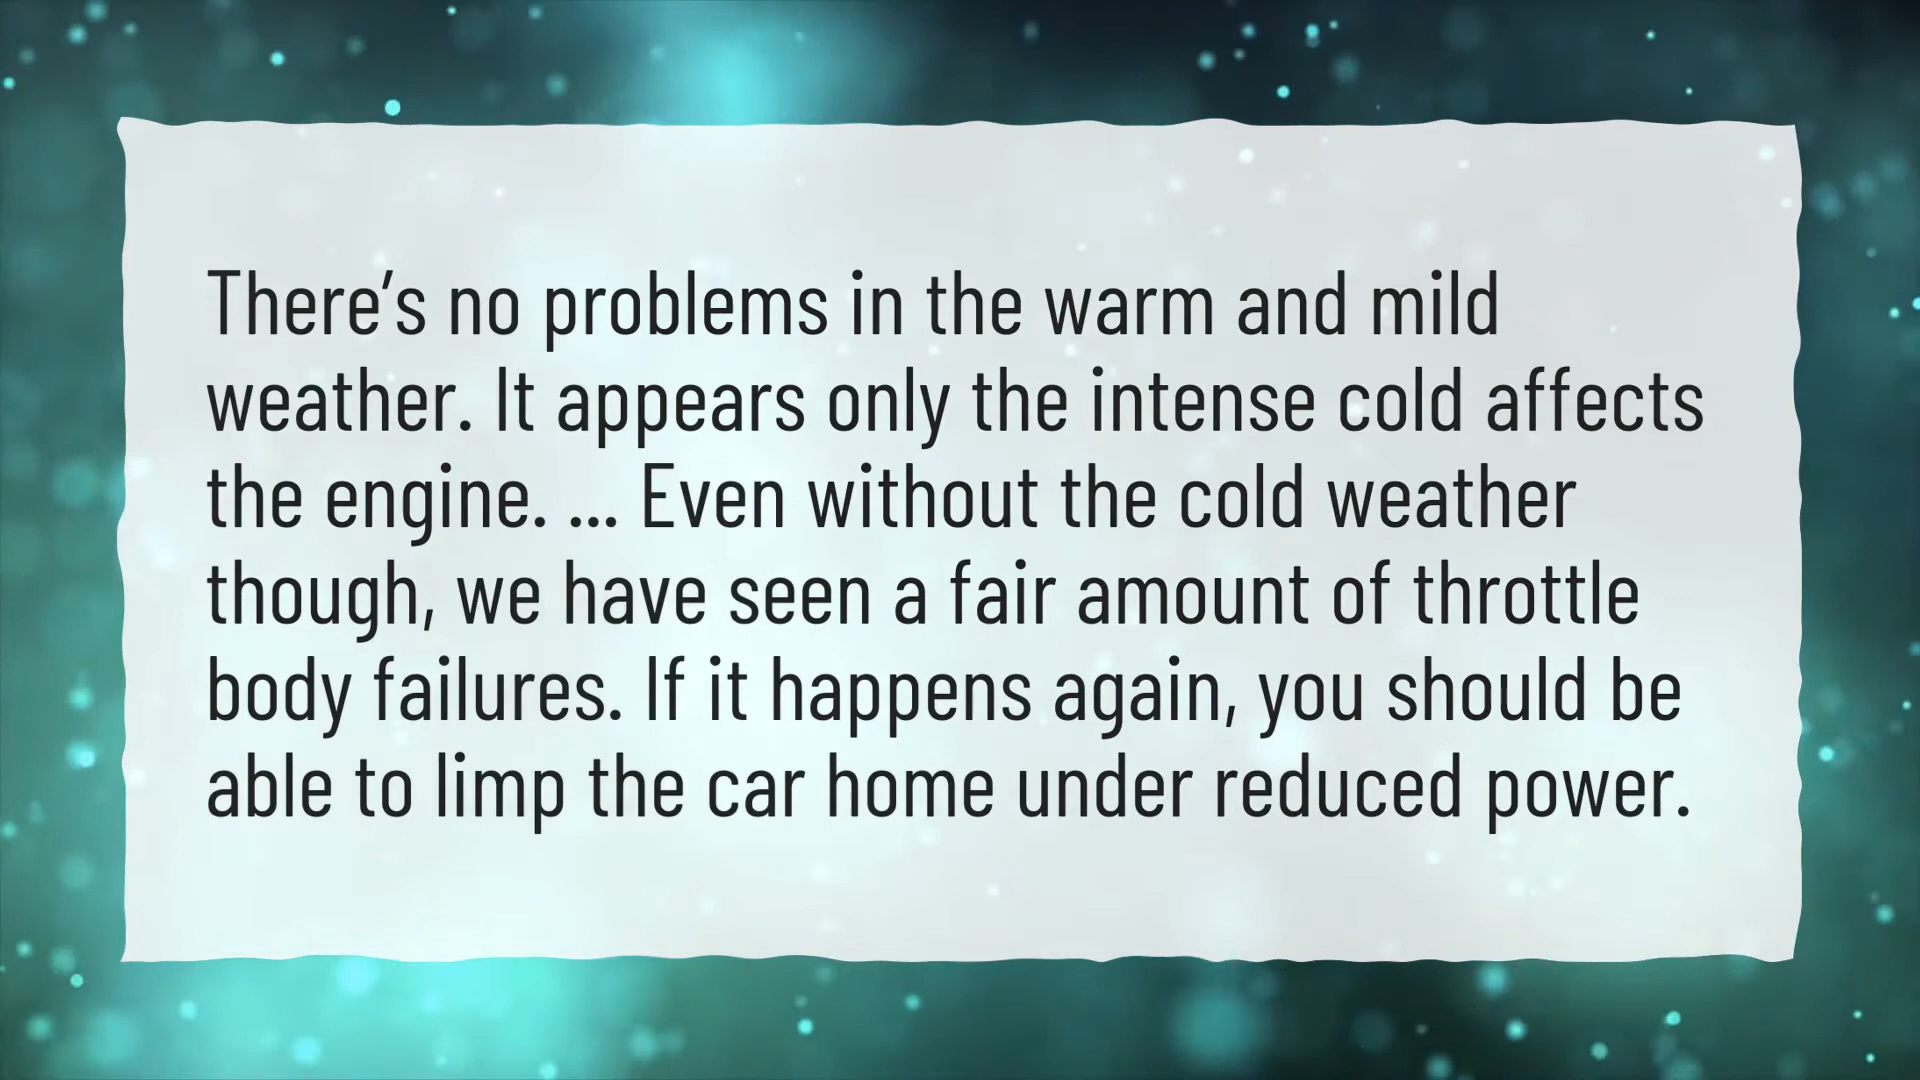 There’s no problems in the warm and mild
weather. It appears only the intense cold affects
the engine. ... Even without the cold weather
though, we have seen a fair amount of throttle
body failures. If it happens again, you should be
able to limp the car home under reduced power.